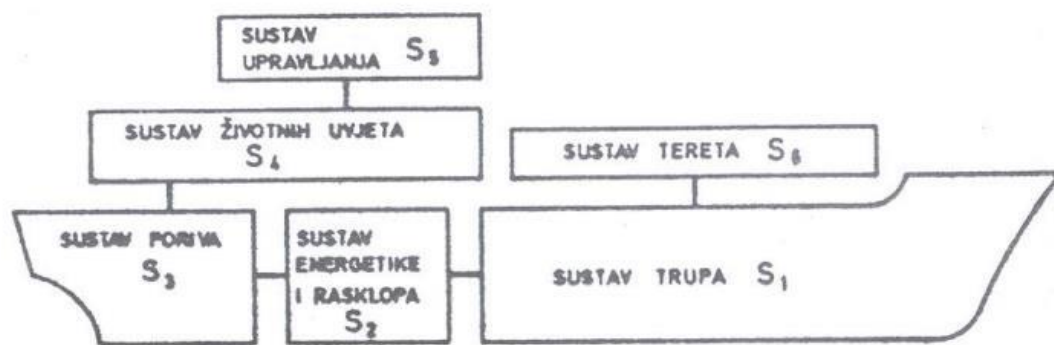 SUSTAV
UPRAVLJANJA S₅
SUSTAV ŽIVOTNIH UVJETA
S₄
SUSTAV TERETA S₆
SUSTAV PORIVA
S₃
SUSTAV
ENERGETIKE
I RASKLOPA
S₂
SUSTAV TRUPA S₁